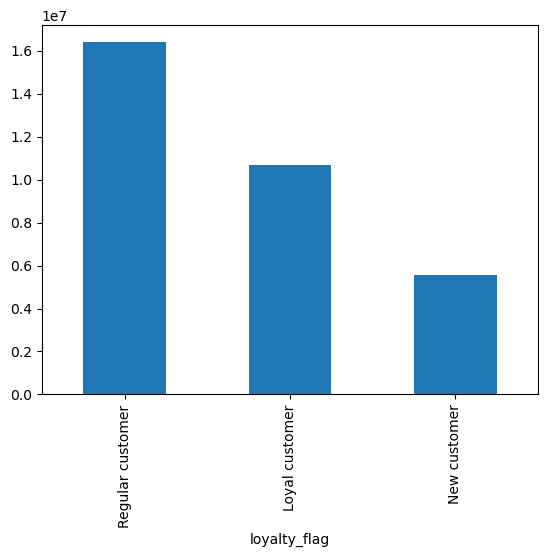 1e7
1.6
1.4
1.2
1.0
0.8
0.6
0.4
0.2
0.0
Regular customer
Loyal customer
New customer
loyalty_flag